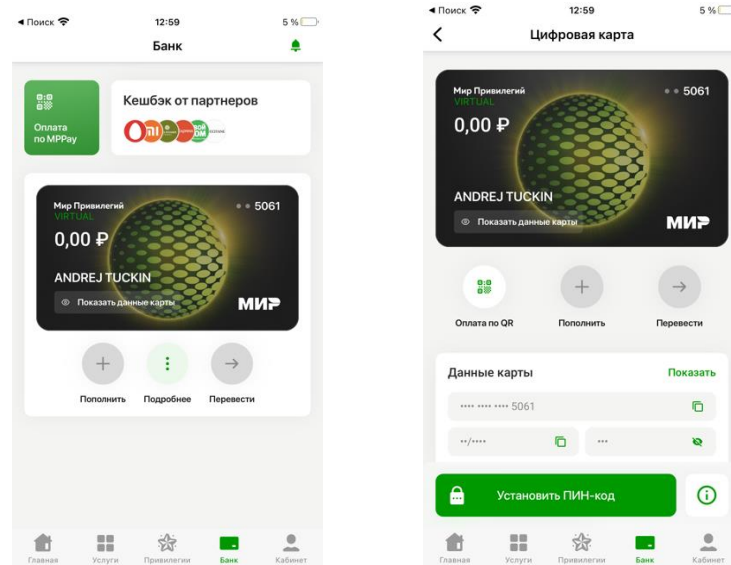 ◂ Поиск
12:59
5 %
Банк
Оплата
по MPPay
Кешбэк от партнеров
Мир Привилегий
VIRTUAL
5061
0,00 ₽
ANDREJ TUCKIN
Показать данные карты
МИР
Пополнить
Подробнее
Перевести
Главная
Услуги
Привилегии
Банк
Кабинет
◂ Поиск
12:59
5 %
Цифровая карта
Мир Привилегий
VIRTUAL
5061
0,00 ₽
ANDREJ TUCKIN
Показать данные карты
МИР
Оплата по QR
Пополнить
Перевести
Данные карты
Показать
•••• •••• •••• 5061
••/••••
•••
Установить ПИН-код
Главная
Услуги
Привилегии
Банк
Кабинет